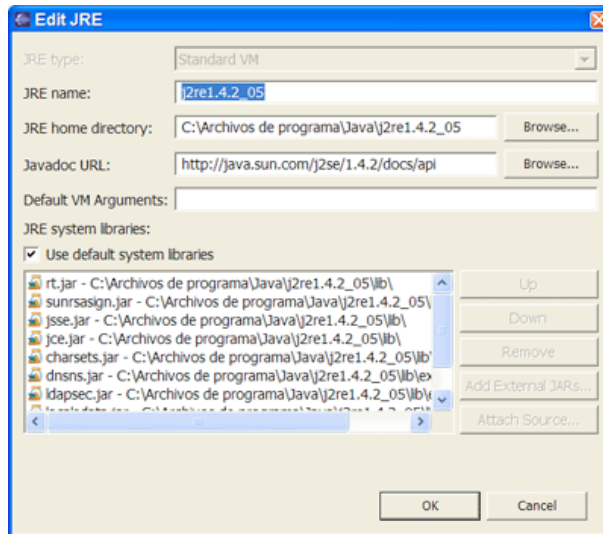 Edit JRE
JRE type: Standard VM
JRE name: j2re1.4.2_05
JRE home directory: C:\Archivos de programa\Java\j2re1.4.2_05 Browse...
Javadoc URL: http://java.sun.com/j2se/1.4.2/docs/api Browse...
Default VM Arguments:
JRE system libraries:
Use default system libraries
rt.jar - C:\Archivos de programa\Java\j2re1.4.2_05\lib\
sunrsasign.jar - C:\Archivos de programa\Java\j2re1.4.2_05\
jsse.jar - C:\Archivos de programa\Java\j2re1.4.2_05\lib\
jce.jar - C:\Archivos de programa\Java\j2re1.4.2_05\lib\
charsets.jar - C:\Archivos de programa\Java\j2re1.4.2_05\lib\
dnsns.jar - C:\Archivos de programa\Java\j2re1.4.2_05\lib\ex
ldapsec.jar - C:\Archivos de programa\Java\j2re1.4.2_05\lib\e
Up
Down
Remove
Add External JARs...
Attach Source...
OK Cancel